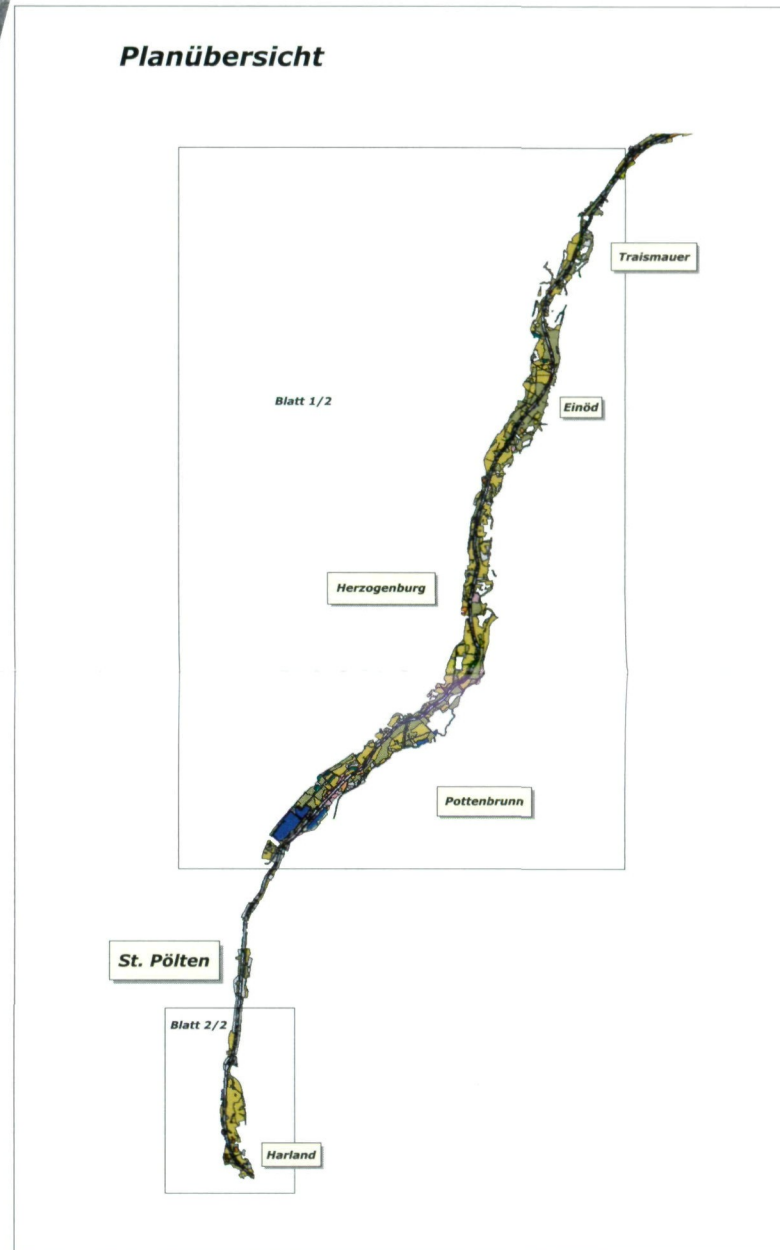 Planübersicht
Traismauer
Blatt 1/2
Einöd
Herzogenburg
Pottenbrunn
St. Pölten
Blatt 2/2
Harland